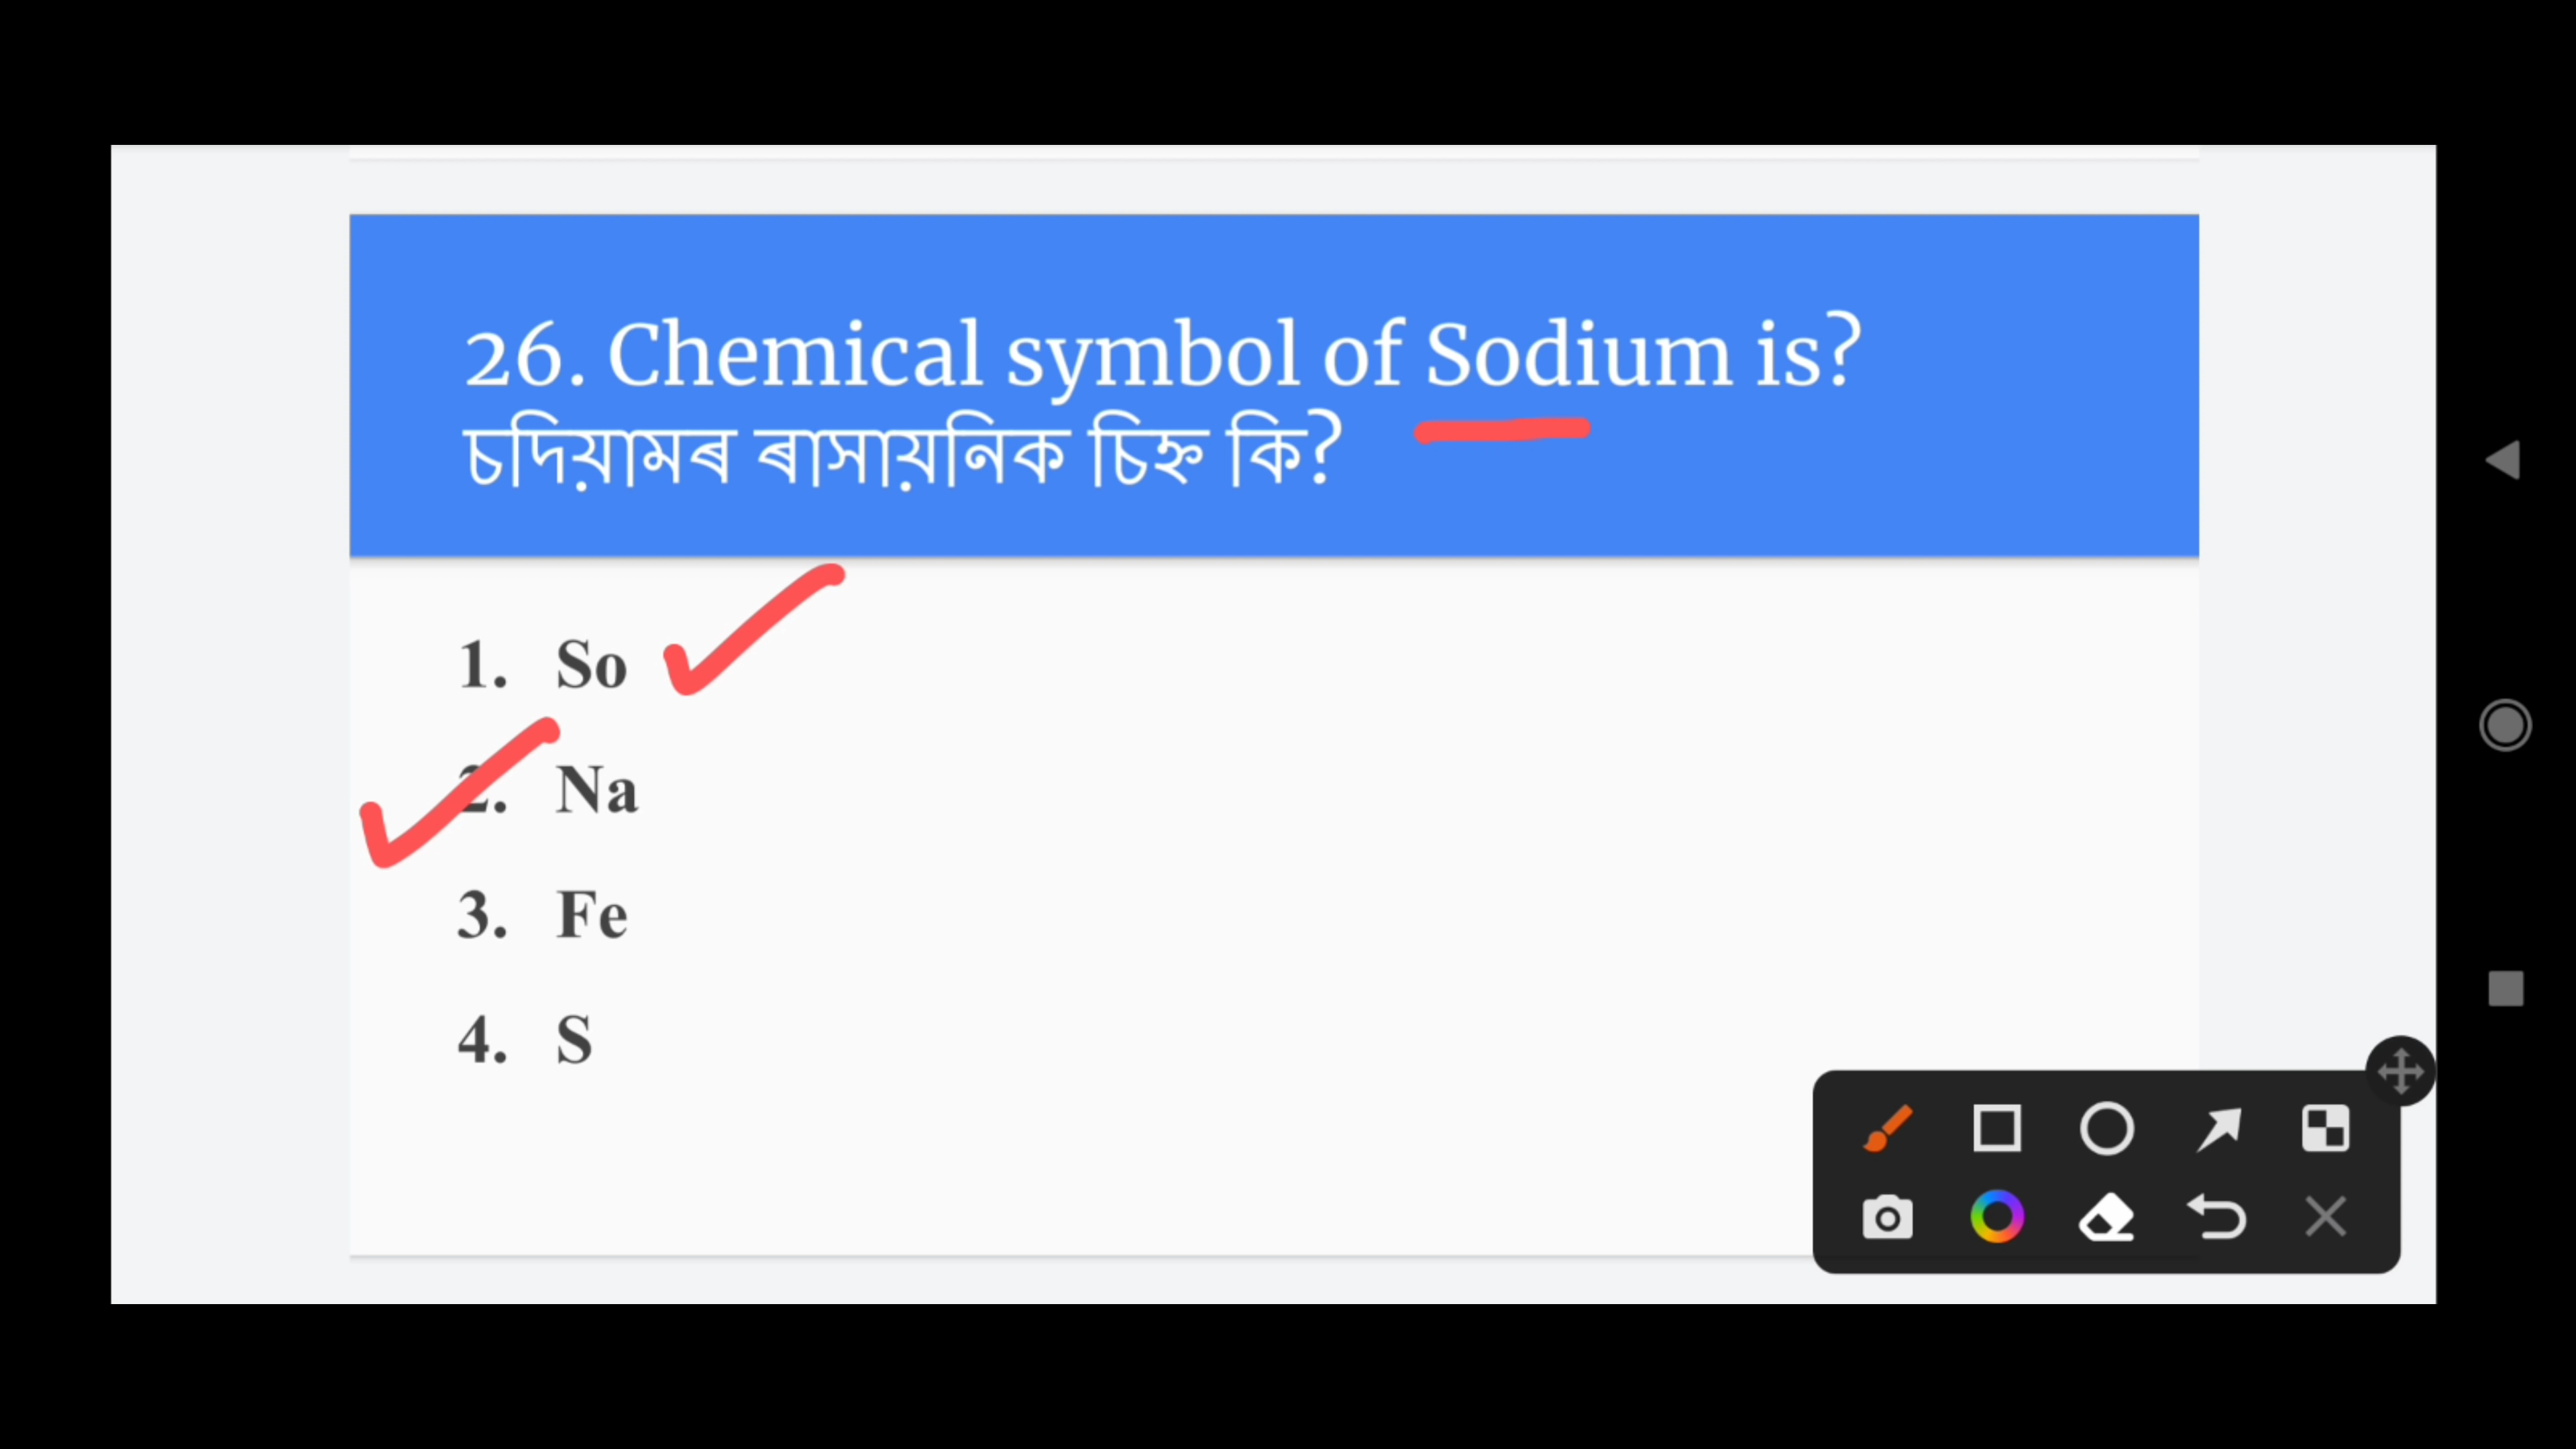 26. Chemical symbol of Sodium is?
চদিয়ামৰ ৰাসায়নিক চিহ্ন কি?
1. So
2. Na
3. Fe
4. S